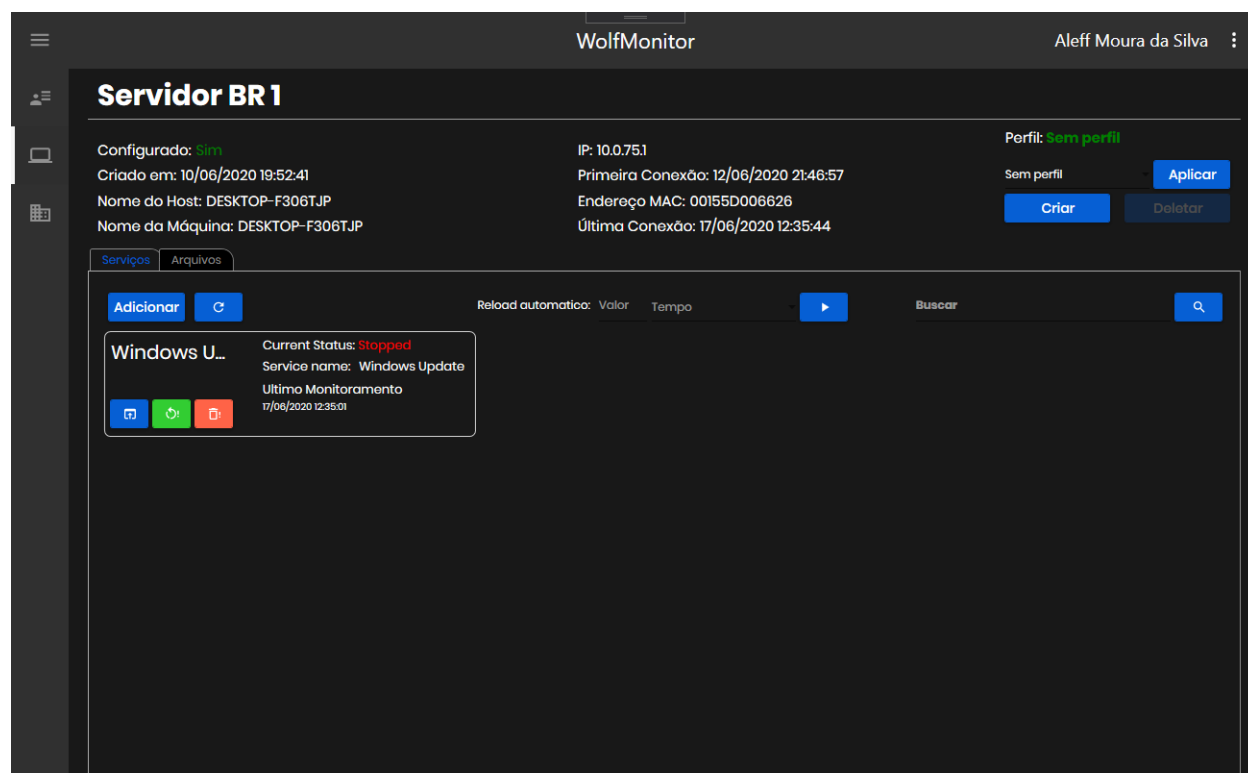 WolfMonitor
Aleff Moura da Silva
Servidor BR 1
Configurado: Sim
Criado em: 10/06/2020 19:52:41
Nome do Host: DESKTOP-F306TJP
Nome da Máquina: DESKTOP-F306TJP
IP: 10.0.75.1
Primeira Conexão: 12/06/2020 21:46:57
Endereço MAC: 00155D006626
Última Conexão: 17/06/2020 12:35:44
Perfil: Sem perfil
Sem perfil
Aplicar
Criar
Deletar
Serviços
Arquivos
Adicionar
Reload automatico: Valor
Tempo
Buscar
Windows U...
Current Status: Stopped
Service name: Windows Update
Ultimo Monitoramento
17/06/2020 12:35:01